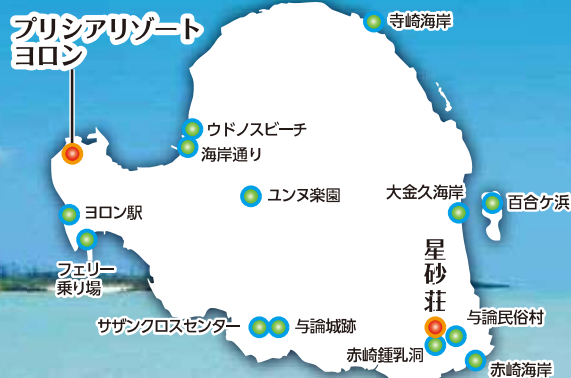 プリシアリゾート
ヨロン
寺崎海岸
ウドノスビーチ
海岸通り
ユンヌ楽園
大金久海岸
百合ケ浜
ヨロン駅
フェリー
乗り場
星砂荘
サザンクロスセンター
与論城跡
与論民俗村
赤崎鍾乳洞
赤崎海岸